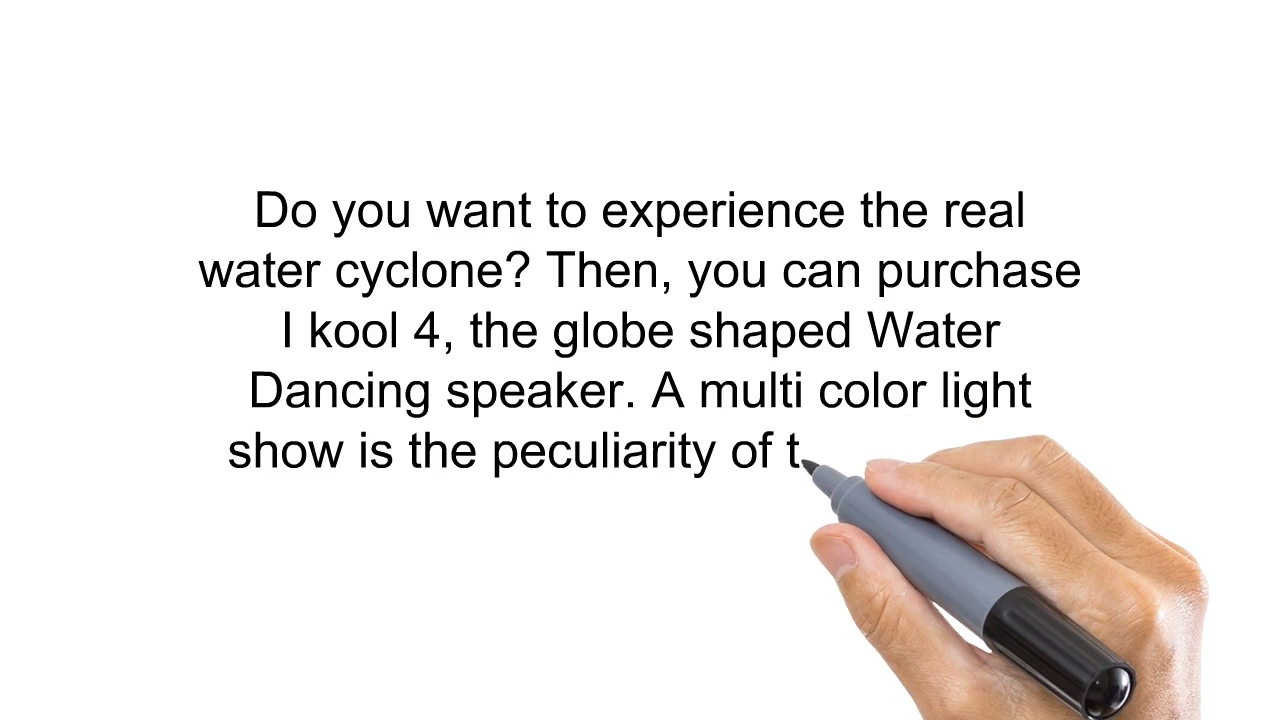 Do you want to experience the real
water cyclone? Then, you can purchase
I kool 4, the globe shaped Water
Dancing speaker. A multi color light
show is the peculiarity of t